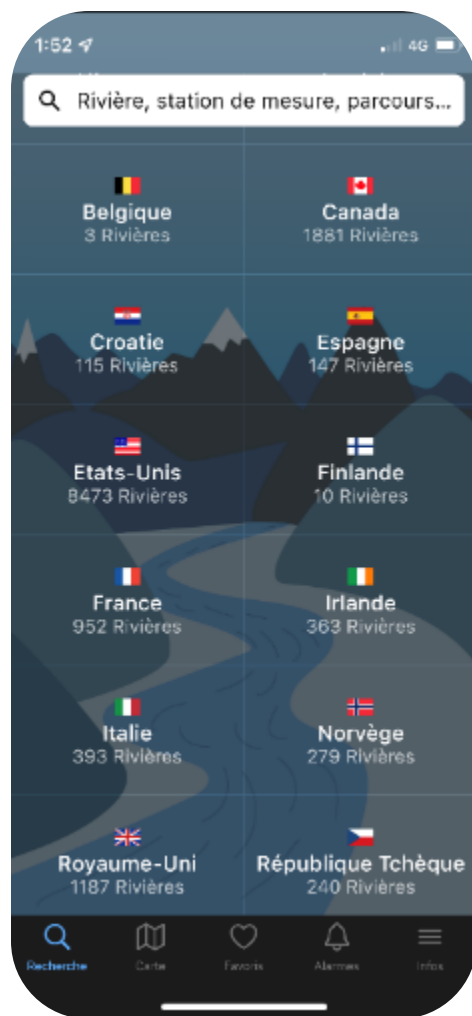 1:52
4G
Rivière, station de mesure, parcours...
Belgique
3 Rivières
Canada
1881 Rivières
Croatie
115 Rivières
Espagne
147 Rivières
Etats-Unis
8473 Rivières
Finlande
10 Rivières
France
952 Rivières
Irlande
363 Rivières
Italie
393 Rivières
Norvège
279 Rivières
Royaume-Uni
1187 Rivières
République Tchèque
240 Rivières
Recherche
Carte
Favoris
Alarmes
Infos